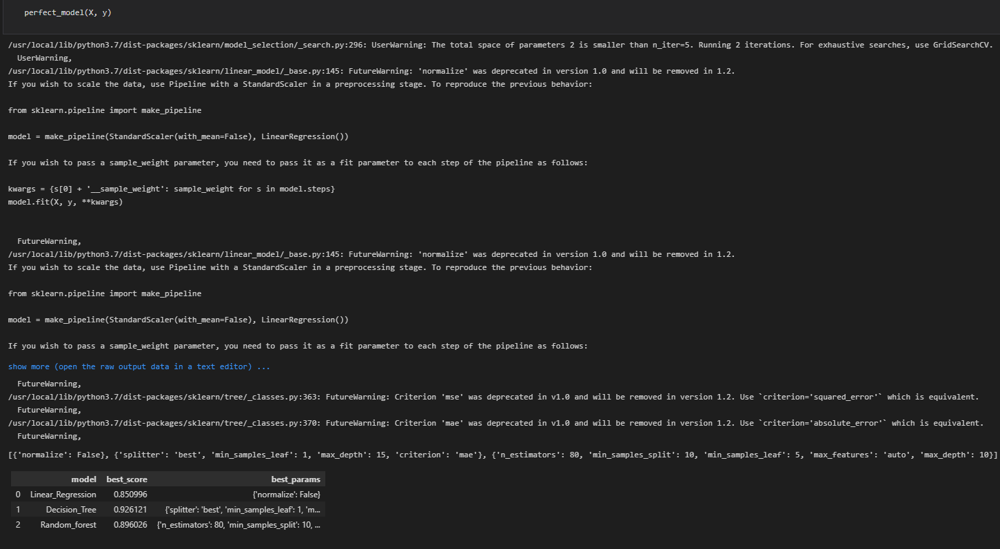 perfect_model(X, y)
/usr/local/lib/python3.7/dist-packages/sklearn/model_selection/_search.py:296: UserWarning: The total space of parameters 2 is smaller than n_iter=5. Running 2 iterations. For exhaustive searches, use GridSearchCV.
  UserWarning,
/usr/local/lib/python3.7/dist-packages/sklearn/linear_model/_base.py:145: FutureWarning: 'normalize' was deprecated in version 1.0 and will be removed in 1.2.
If you wish to scale the data, use Pipeline with a StandardScaler in a preprocessing stage. To reproduce the previous behavior:
from sklearn.pipeline import make_pipeline
model = make_pipeline(StandardScaler(with_mean=False), LinearRegression())
If you wish to pass a sample_weight parameter, you need to pass it as a fit parameter to each step of the pipeline as follows:
kwargs = {s[0] + '__sample_weight': sample_weight for s in model.steps}
model.fit(X, y, **kwargs)
  FutureWarning,
/usr/local/lib/python3.7/dist-packages/sklearn/linear_model/_base.py:145: FutureWarning: 'normalize' was deprecated in version 1.0 and will be removed in 1.2.
If you wish to scale the data, use Pipeline with a StandardScaler in a preprocessing stage. To reproduce the previous behavior:
from sklearn.pipeline import make_pipeline
model = make_pipeline(StandardScaler(with_mean=False), LinearRegression())
If you wish to pass a sample_weight parameter, you need to pass it as a fit parameter to each step of the pipeline as follows:
show more (open the raw output data in a text editor) ...
  FutureWarning,
/usr/local/lib/python3.7/dist-packages/sklearn/tree/_classes.py:363: FutureWarning: Criterion 'mse' was deprecated in v1.0 and will be removed in version 1.2. Use `criterion='squared_error'` which is equivalent.
  FutureWarning,
/usr/local/lib/python3.7/dist-packages/sklearn/tree/_classes.py:370: FutureWarning: Criterion 'mae' was deprecated in v1.0 and will be removed in version 1.2. Use `criterion='absolute_error'` which is equivalent.
  FutureWarning,
[{'normalize': False}, {'splitter': 'best', 'min_samples_leaf': 1, 'max_depth': 15, 'criterion': 'mae'}, {'n_estimators': 80, 'min_samples_split': 10, 'min_samples_leaf': 5, 'max_features': 'auto', 'max_depth': 10}]
model best_score best_params
0 Linear_Regression 0.850996 {'normalize': False}
1 Decision_Tree 0.926121 {'splitter': 'best', 'min_samples_leaf': 1, 'm...
2 Random_forest 0.896026 {'n_estimators': 80, 'min_samples_split': 10, ...